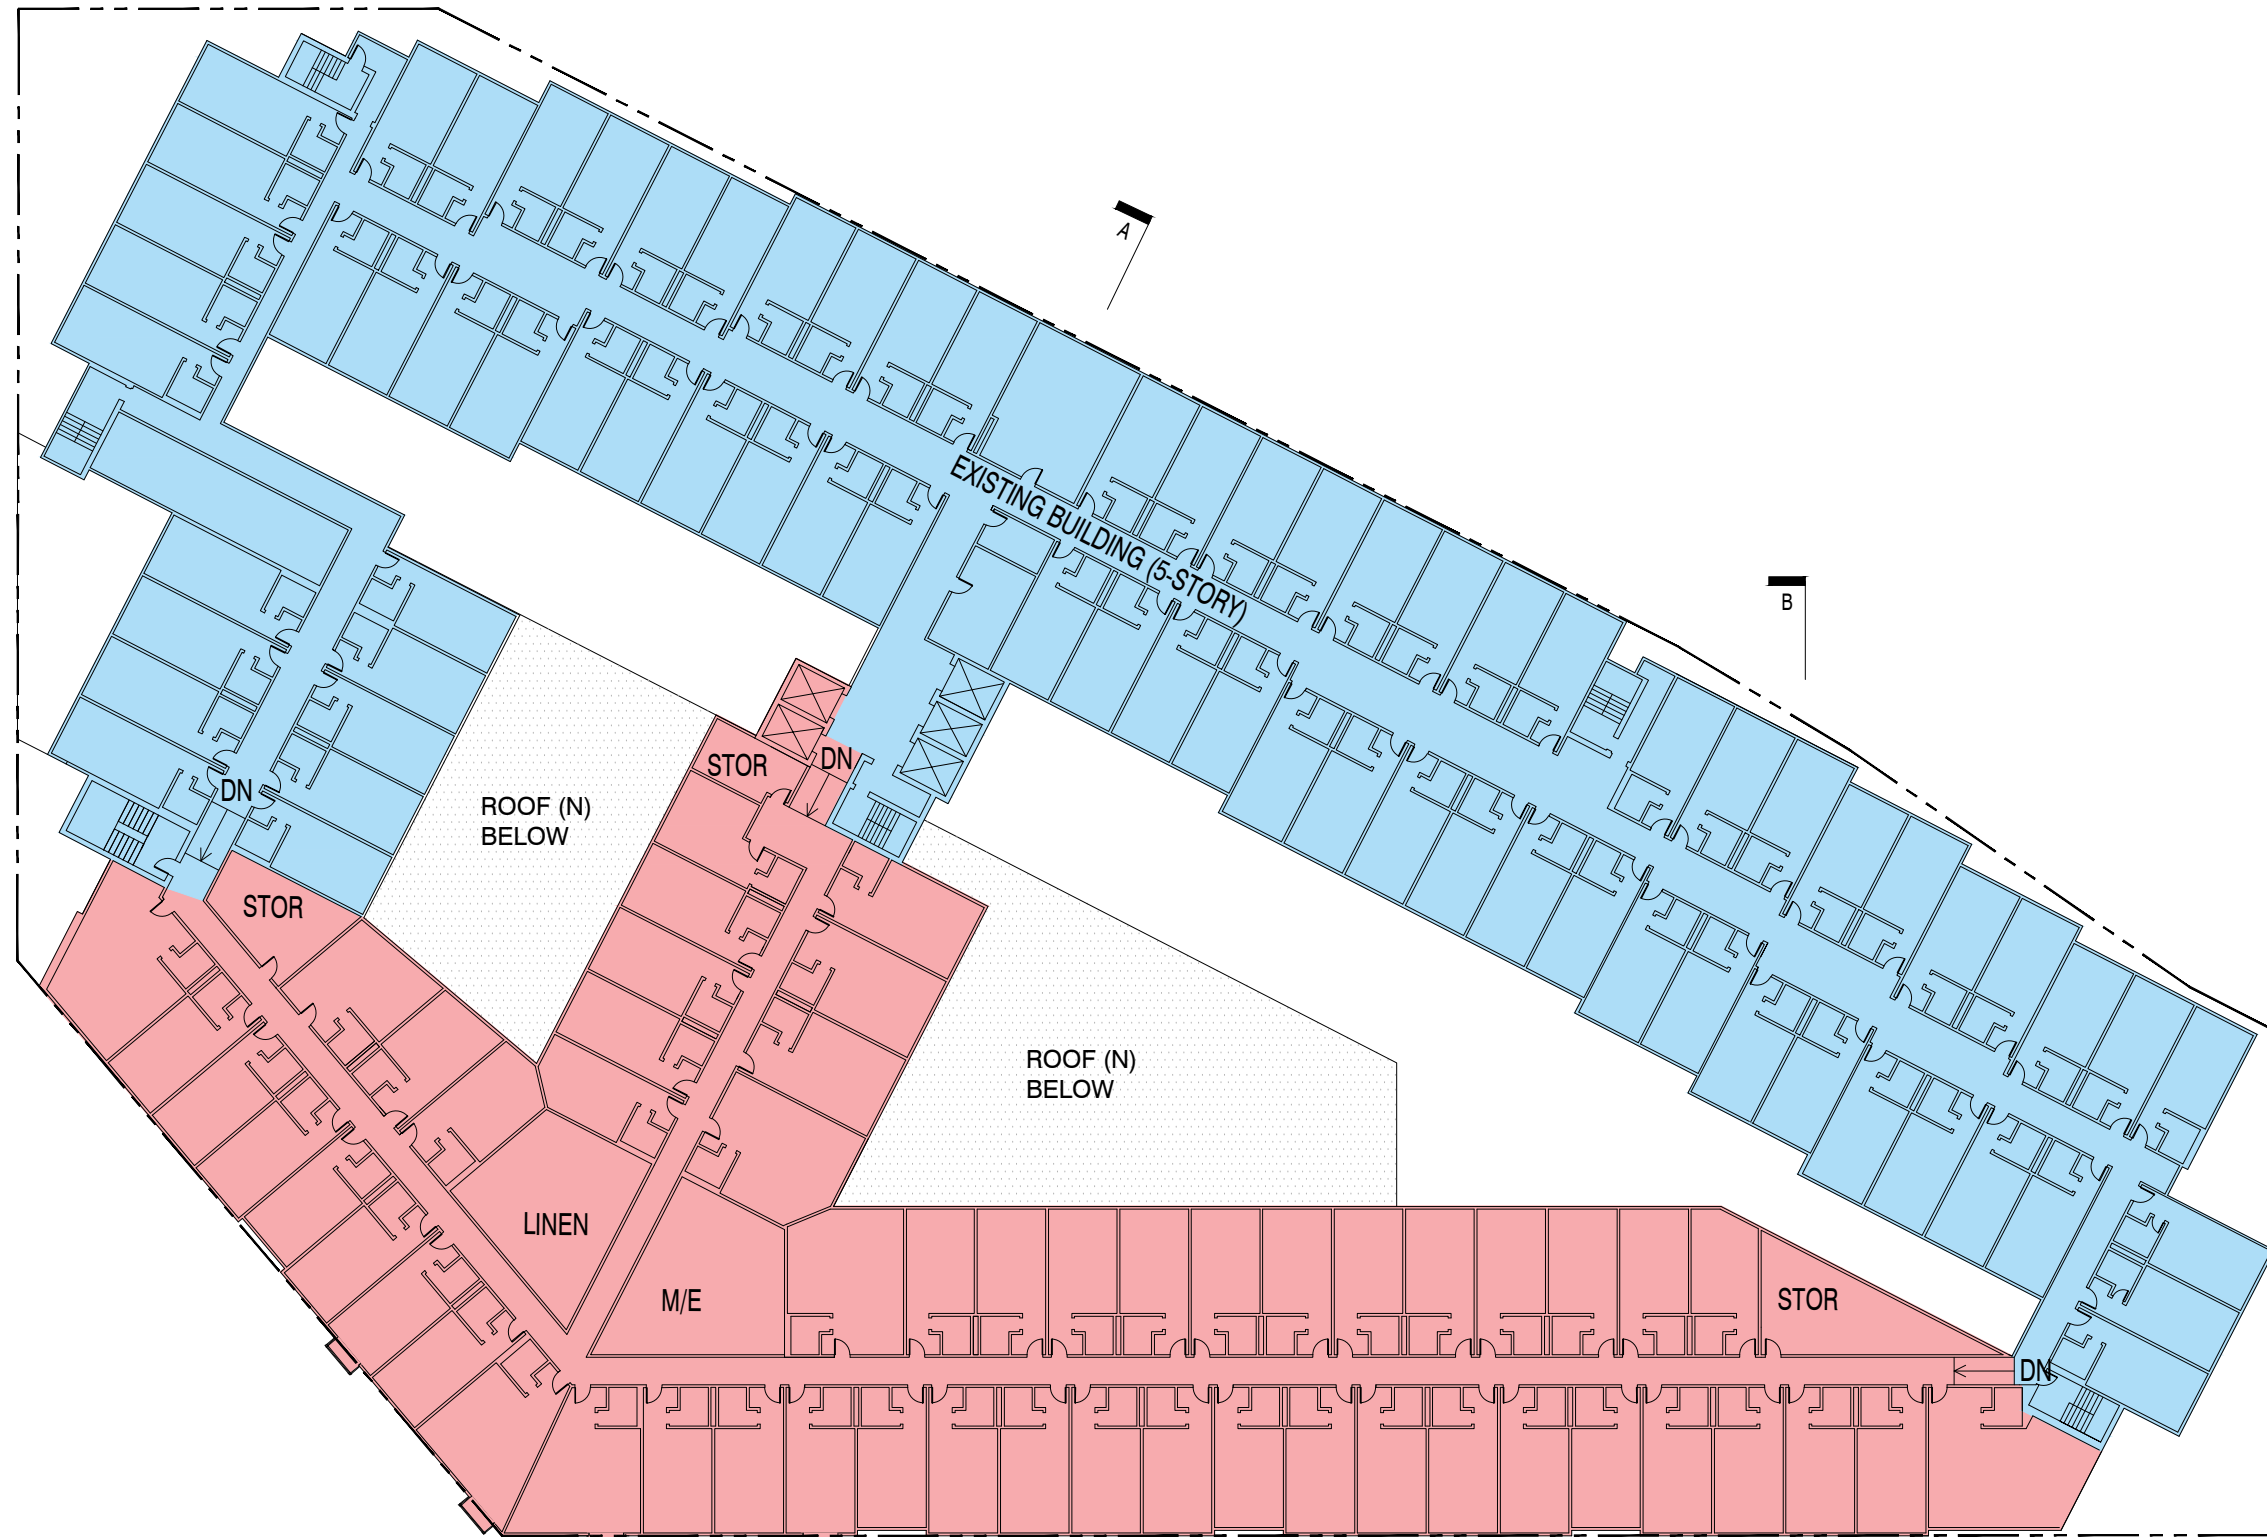 A
EXISTING BUILDING (5-STORY)
B
STOR
DN
DN
ROOF (N)
BELOW
STOR
ROOF (N)
BELOW
LINEN
M/E
STOR
DN